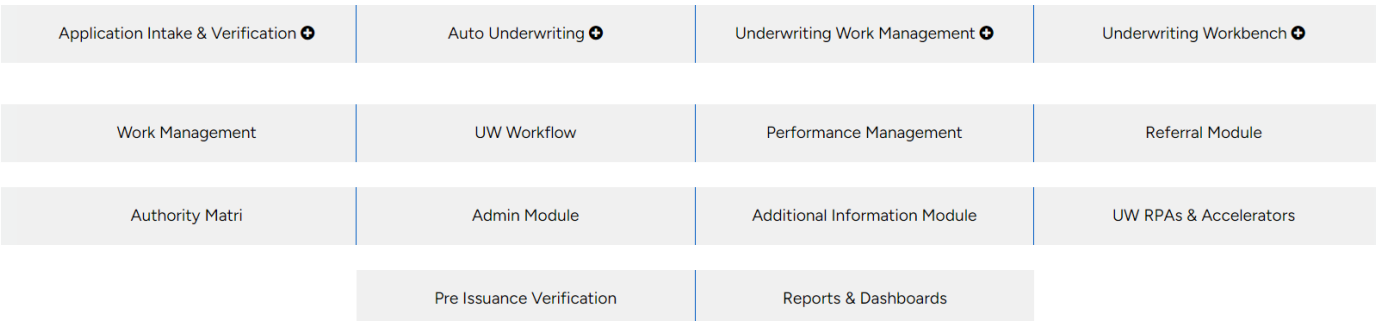 Application Intake & Verification
Auto Underwriting
Underwriting Work Management
Underwriting Workbench
Work Management
UW Workflow
Performance Management
Referral Module
Authority Matri
Admin Module
Additional Information Module
UW RPAs & Accelerators
Pre Issuance Verification
Reports & Dashboards